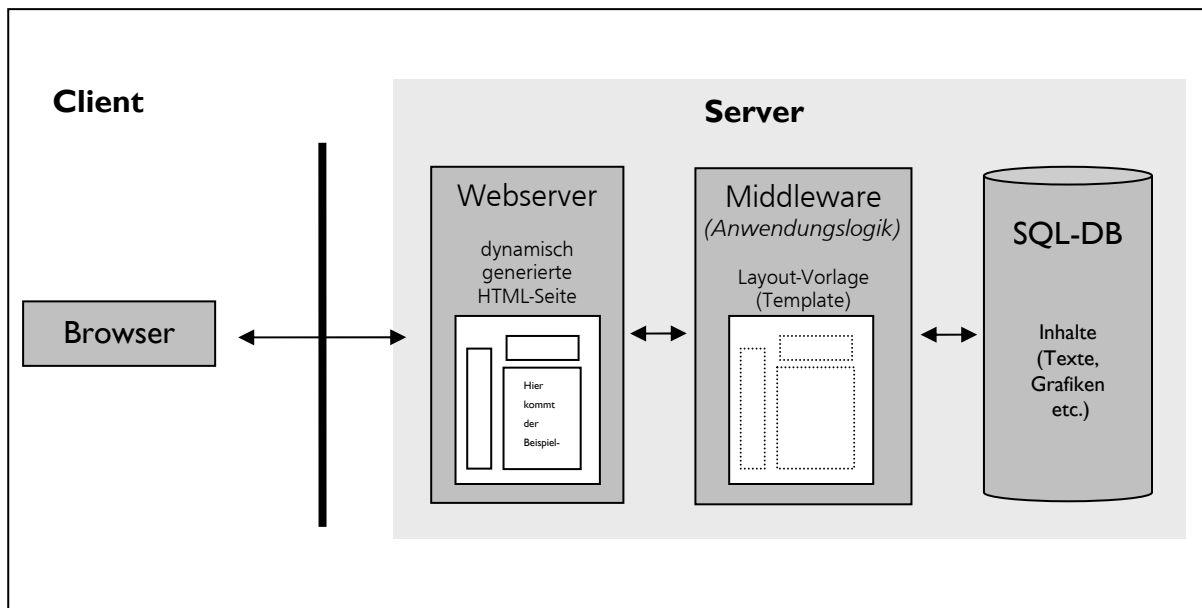 Client
Server
Browser
Webserver
dynamisch
generierte
HTML-Seite
Hier
kommt
der
Beispiel-
Middleware
(Anwendungslogik)
Layout-Vorlage
(Template)
SQL-DB
Inhalte
(Texte,
Grafiken
etc.)